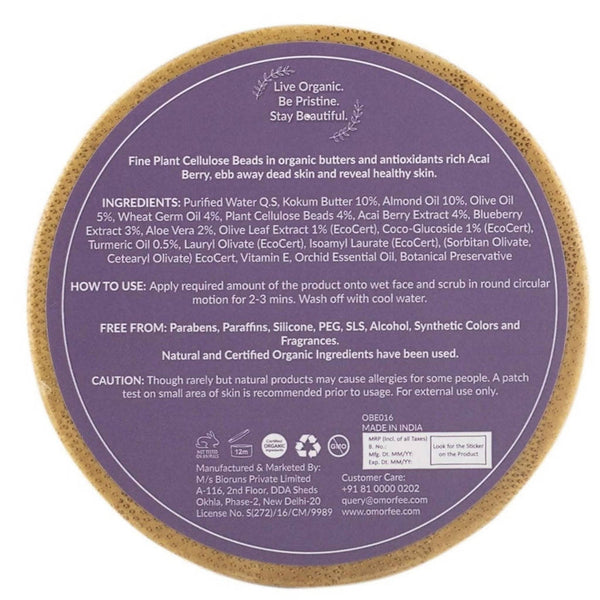 Live Organic.
Be Pristine.
Stay Beautiful.
Fine Plant Cellulose Beads in organic butters and antioxidants rich Acai
Berry, ebb away dead skin and reveal healthy skin.
INGREDIENTS: Purified Water Q.S, Kokum Butter 10%, Almond Oil 10%, Olive Oil
5%, Wheat Germ Oil 4%, Plant Cellulose Beads 4%, Acai Berry Extract 4%, Blueberry
Extract 3%, Aloe Vera 2%, Olive Leaf Extract 1% (EcoCert), Coco-Glucoside 1% (EcoCert),
Turmeric Oil 0.5%, Lauryl Olivate (EcoCert), Isoamyl Laurate (EcoCert), (Sorbitan Olivate,
Cetearyl Olivate) EcoCert, Vitamin E, Orchid Essential Oil, Botanical Preservative
HOW TO USE: Apply required amount of the product onto wet face and scrub in round circular
motion for 2-3 mins. Wash off with cool water.
FREE FROM: Parabens, Paraffins, Silicone, PEG, SLS, Alcohol, Synthetic Colors and
Fragrances.
Natural and Certified Organic Ingredients have been used.
CAUTION: Though rarely but natural products may cause allergies for some people. A patch
test on small area of skin is recommended prior to usage. For external use only.
OBE016
MADE IN INDIA
MRP (Incl. of all Taxes)
B. No.:
Mfg. Dt. MM/YY:
Exp. Dt. MM/YY:
Look for the Sticker
on the Product
NOT TESTED
ON ANIMALS
12m
Certified
ORGANIC
Ingredients
GMO
Manufactured & Marketed By:
M/s Bioruns Private Limited
A-116, 2nd Floor, DDA Sheds
Okhla, Phase-2, New Delhi-20
License No. S(272)/16/CM/9989
Customer Care:
+91 81 0000 0202
query@omorfee.com
www.omorfee.com